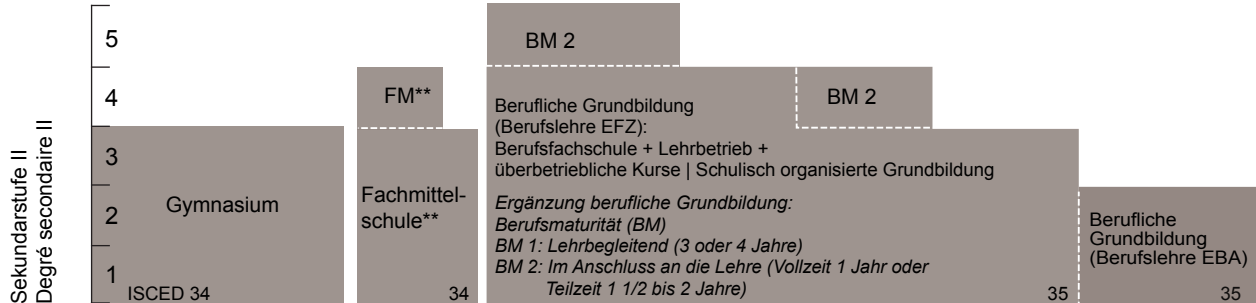 Sekundarstufe II
Degré secondaire II
5
4
3
2
1
Gymnasium
ISCED 34
FM**
Fachmittel-
schule**
34
BM 2
BM 2
Berufliche Grundbildung
(Berufslehre EFZ):
Berufsfachschule + Lehrbetrieb +
überbetriebliche Kurse | Schulisch organisierte Grundbildung
Ergänzung berufliche Grundbildung:
Berufsmaturität (BM)
BM 1: Lehrbegleitend (3 oder 4 Jahre)
BM 2: Im Anschluss an die Lehre (Vollzeit 1 Jahr oder
Teilzeit 1 1/2 bis 2 Jahre)
35
Berufliche
Grundbildung
(Berufslehre EBA)
35